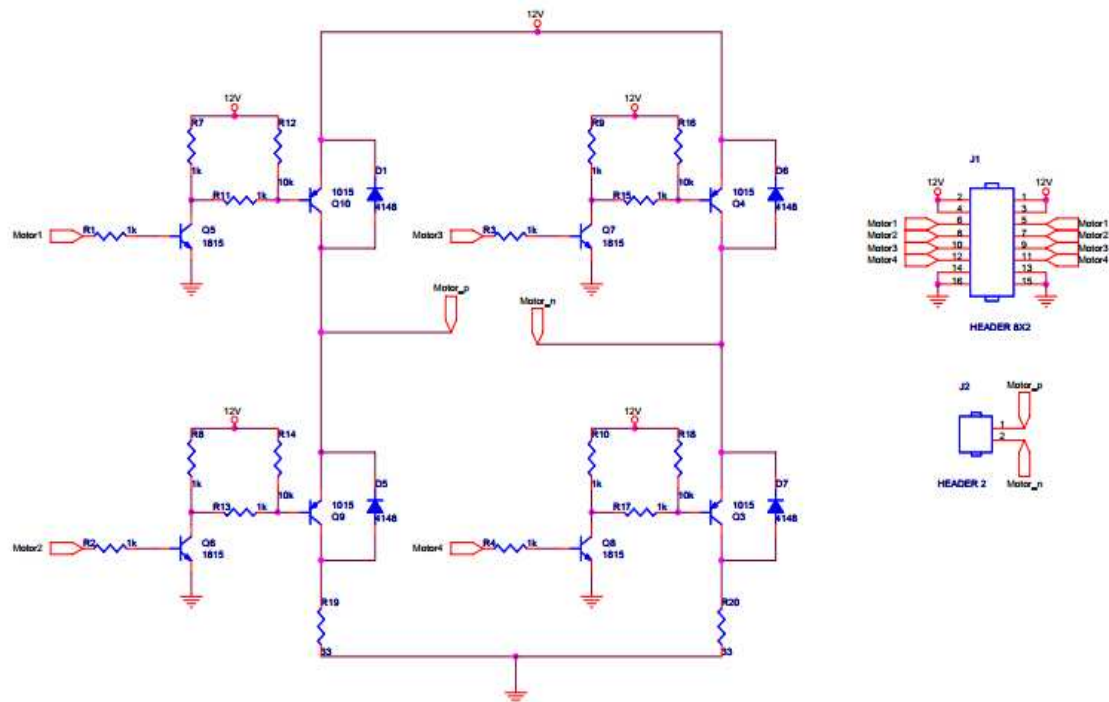 12V
12V
R7
R12
1k
10k
R11
1k
1015
Q10
D1
4148
Motor1
R1
1k
Q5
1815
12V
R9
R16
1k
10k
R15
1k
1015
Q4
D6
4148
Motor3
R3
1k
Q7
1815
Motor_p
Motor_n
12V
R8
R14
1k
10k
R13
1k
1015
Q9
D5
4148
Motor2
R2
1k
Q6
1815
12V
R10
R18
1k
10k
R17
1k
1015
Q3
D7
4148
Motor4
R4
1k
Q8
1815
R19
33
R20
33
J1
12V
12V
2
1
4
3
Motor1
6
5
Motor1
Motor2
8
7
Motor2
Motor3
10
9
Motor3
Motor4
12
11
Motor4
14
13
16
15
HEADER 8X2
J2
Motor_p
1
2
HEADER 2
Motor_n